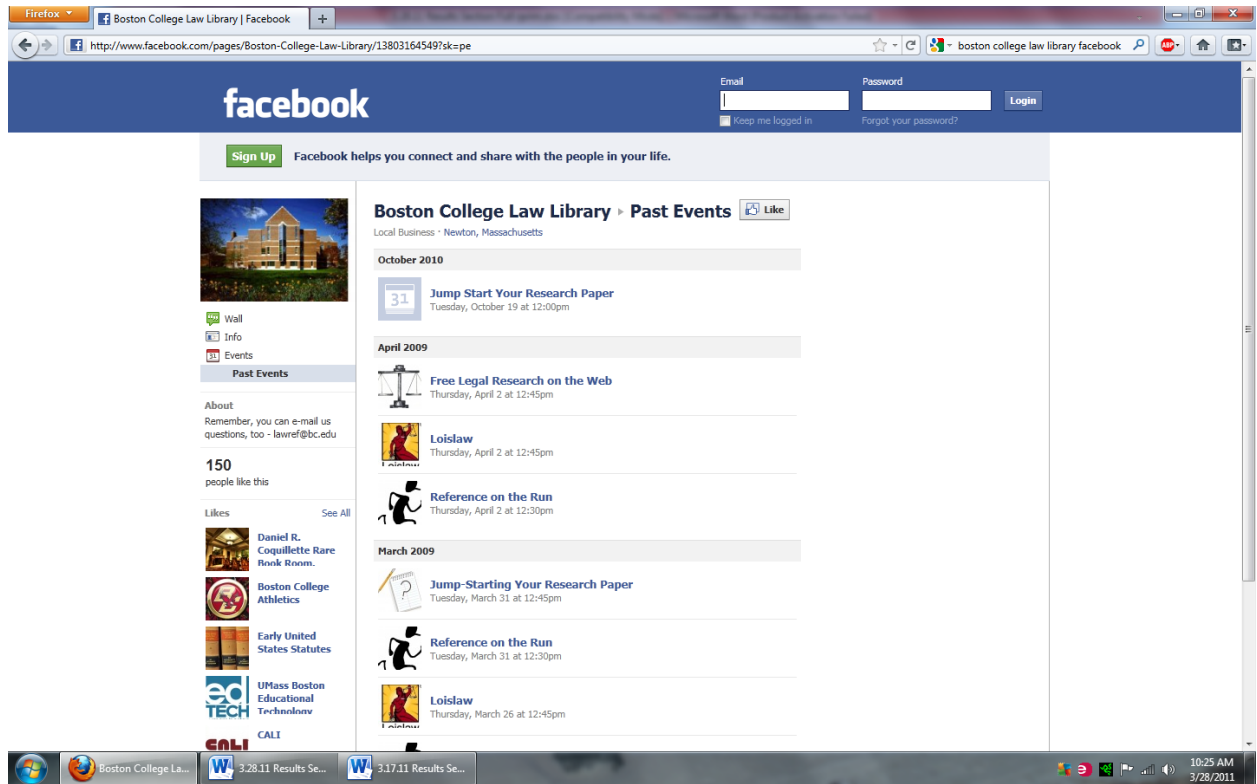 Firefox
Boston College Law Library | Facebook
http://www.facebook.com/pages/Boston-College-Law-Library/13803164549?sk=pe
boston college law library facebook
ABP
facebook
Email
Password
Login
Keep me logged in
Forgot your password?
Sign Up Facebook helps you connect and share with the people in your life.
Wall
Info
Events
Past Events
About
Remember, you can e-mail us
questions, too - lawref@bc.edu
150
people like this
Likes See All
Daniel R.
Coquillette Rare
Book Room.
Boston College
Athletics
Early United
States Statutes
ed
TECH
UMass Boston
Educational
Technology
CALI
CALI
Boston College Law Library Past Events Like
Local Business · Newton, Massachusetts
October 2010
31
Jump Start Your Research Paper
Tuesday, October 19 at 12:00pm
April 2009
Free Legal Research on the Web
Thursday, April 2 at 12:45pm
Loislaw
Loislaw
Thursday, April 2 at 12:45pm
Reference on the Run
Thursday, April 2 at 12:30pm
March 2009
?
Jump-Starting Your Research Paper
Tuesday, March 31 at 12:45pm
Reference on the Run
Tuesday, March 31 at 12:30pm
Loislaw
Loislaw
Thursday, March 26 at 12:45pm
Boston College La...
3.28.11 Results Se...
3.17.11 Results Se...
10:25 AM
3/28/2011